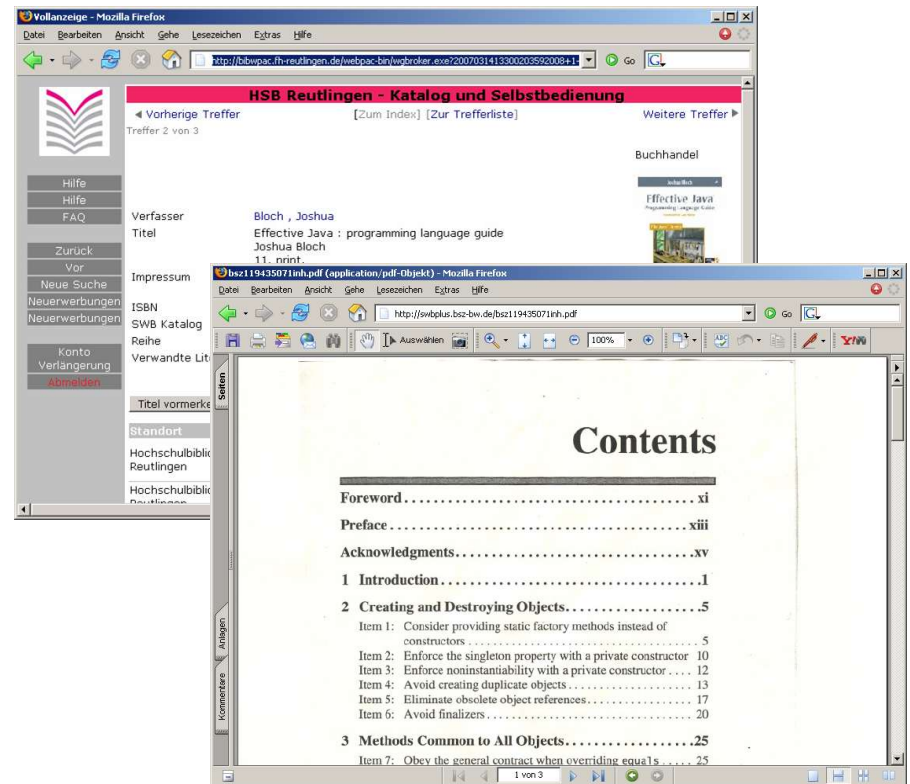 Vollanzeige - Mozilla Firefox
Datei Bearbeiten Ansicht Gehe Lesezeichen Extras Hilfe
http://bibwpac.fh-reutlingen.de/webpac-bin/wgbroker.exe?2007031413300203592008+1- Go
HSB Reutlingen - Katalog und Selbstbedienung
Vorherige Treffer [Zum Index] [Zur Trefferliste] Weitere Treffer
Treffer 2 von 3
Buchhandel
Hilfe
Hilfe
FAQ
Zurück
Vor
Neue Suche
Neuerwerbungen
Neuerwerbungen
Konto
Verlängerung
Abmelden
Joshua Bloch
Effective Java
Programming Language Guide
Verfasser Bloch , Joshua
Titel Effective Java : programming language guide
Joshua Bloch
11. print.
Impressum
ISBN
SWB Katalog
Reihe
Verwandte Lit
Titel vormerke
Standort
Hochschulbiblio
Reutlingen
Hochschulbiblio
Reutlingen
bsz119435071inh.pdf (application/pdf-Objekt) - Mozilla Firefox
Datei Bearbeiten Ansicht Gehe Lesezeichen Extras Hilfe
http://swbplus.bsz-bw.de/bsz119435071inh.pdf Go
Auswählen 100%
Seiten
Anlagen
Kommentare
Contents
Foreword . . . . . . . . . . xi
Preface . . . . . . . . . . xiii
Acknowledgments. . . . . . . . . . xv
1 Introduction . . . . . . . . . . 1
2 Creating and Destroying Objects. . . . . . . . . . 5
Item 1: Consider providing static factory methods instead of
constructors . . . . . . . . . . 5
Item 2: Enforce the singleton property with a private constructor 10
Item 3: Enforce noninstantiability with a private constructor . . . . 12
Item 4: Avoid creating duplicate objects . . . . . . . . . . 13
Item 5: Eliminate obsolete object references. . . . . . . . . . 17
Item 6: Avoid finalizers . . . . . . . . . . 20
3 Methods Common to All Objects. . . . . . . . . . 25
Item 7: Obey the general contract when overriding equals . . . . . 25
1 von 3